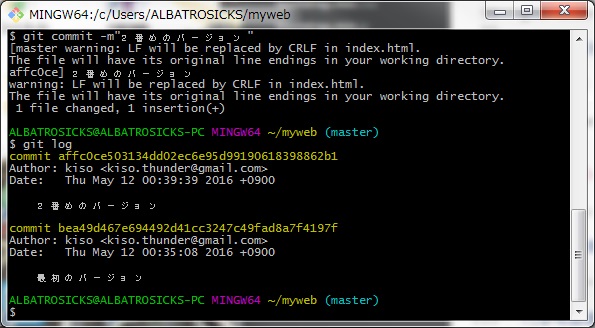 MINGW64:/c/Users/ALBATROSICKS/myweb
$ git commit -m"２番めのバージョン"
[master warning: LF will be replaced by CRLF in index.html.
The file will have its original line endings in your working directory.
affc0ce] ２番めのバージョン
warning: LF will be replaced by CRLF in index.html.
The file will have its original line endings in your working directory.
1 file changed, 1 insertion(+)
ALBATROSICKS@ALBATROSICKS-PC MINGW64 ~/myweb (master)
$ git log
commit affc0ce503134dd02ec6e95d99190618398862b1
Author: kiso <kiso.thunder@gmail.com>
Date: Thu May 12 00:39:39 2016 +0900
２番めのバージョン
commit bea49d467e694492d41cc3247c49fad8a7f4197f
Author: kiso <kiso.thunder@gmail.com>
Date: Thu May 12 00:35:08 2016 +0900
最初のバージョン
ALBATROSICKS@ALBATROSICKS-PC MINGW64 ~/myweb (master)
$